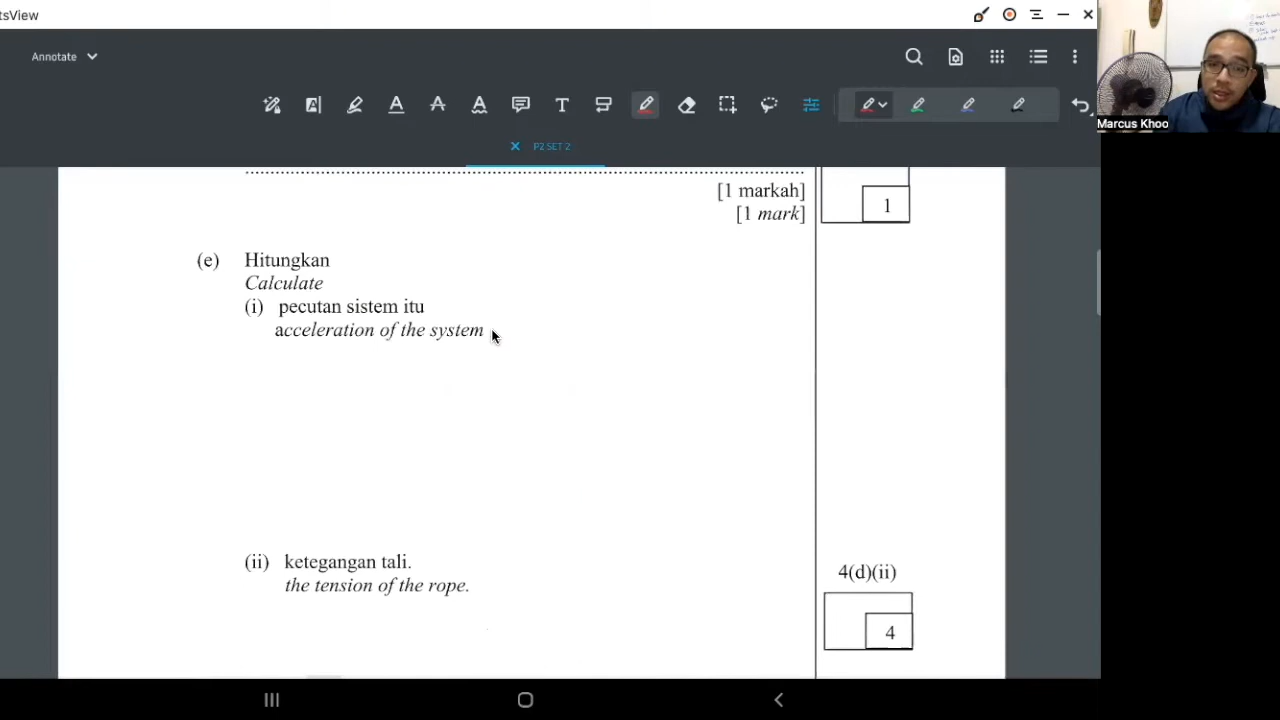 tsView
Annotate
P2 SET 2
Marcus Khoo
[1 markah]
[1 mark]
1
(e) Hitungkan
Calculate
(i) pecutan sistem itu
acceleration of the system
(ii) ketegangan tali.
the tension of the rope.
4(d)(ii)
4